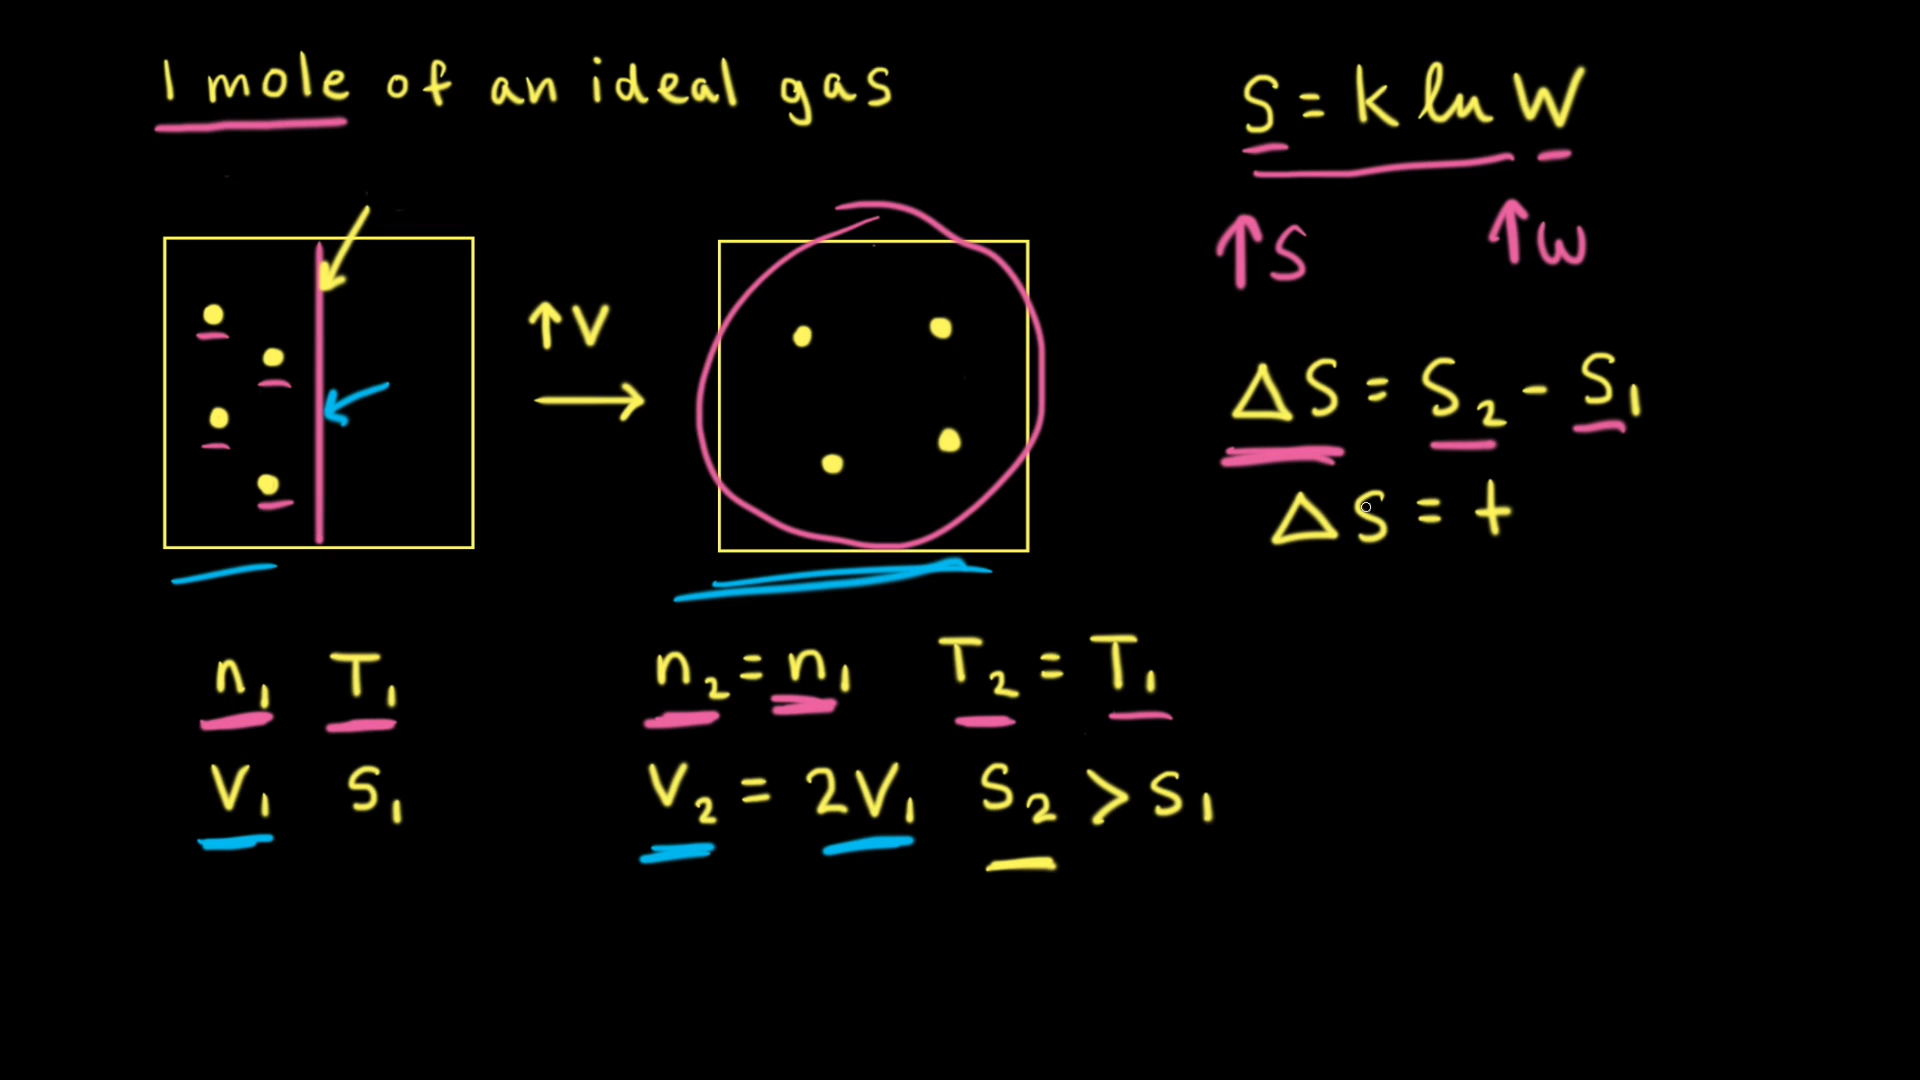 1 mole of an ideal gas
S = k ln W
↑S ↑W
↑V
→
ΔS = S₂ - S₁
ΔS = +
n₁ T₁
V₁ S₁
n₂ = n₁ T₂ = T₁
V₂ = 2V₁ S₂ > S₁